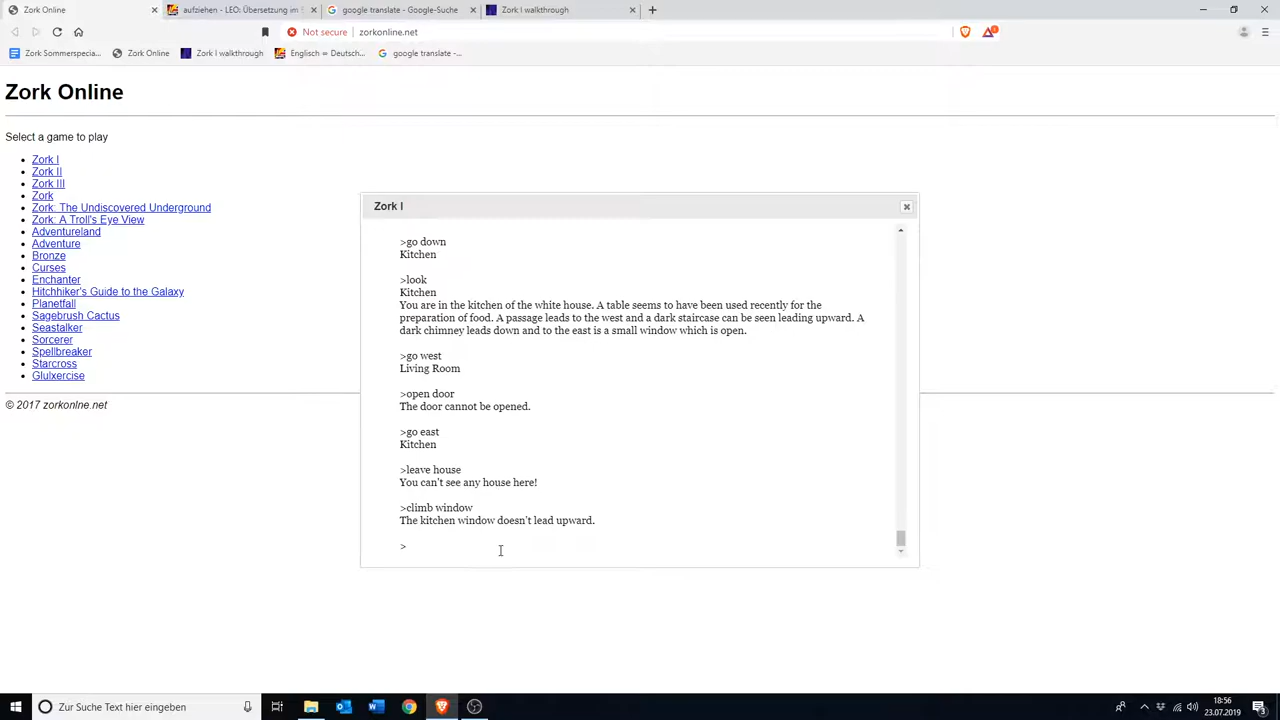 Zork Online
aufziehen - LEO: Übersetzung im
google translate - Google-Suche
Zork I walkthrough
Not secure
zorkonline.net
Zork Sommerspecia...
Zork Online
Zork I walkthrough
Englisch ⇔ Deutsch...
google translate -...
Zork Online
Select a game to play
Zork I
Zork II
Zork III
Zork
Zork: The Undiscovered Underground
Zork: A Troll's Eye View
Adventureland
Adventure
Bronze
Curses
Enchanter
Hitchhiker's Guide to the Galaxy
Planetfall
Sagebrush Cactus
Seastalker
Sorcerer
Spellbreaker
Starcross
Glulxercise
© 2017 zorkonlne.net
Zork I
>go down
Kitchen
>look
Kitchen
You are in the kitchen of the white house. A table seems to have been used recently for the
preparation of food. A passage leads to the west and a dark staircase can be seen leading upward. A
dark chimney leads down and to the east is a small window which is open.
>go west
Living Room
>open door
The door cannot be opened.
>go east
Kitchen
>leave house
You can't see any house here!
>climb window
The kitchen window doesn't lead upward.
>
Zur Suche Text hier eingeben
18:56
23.07.2019